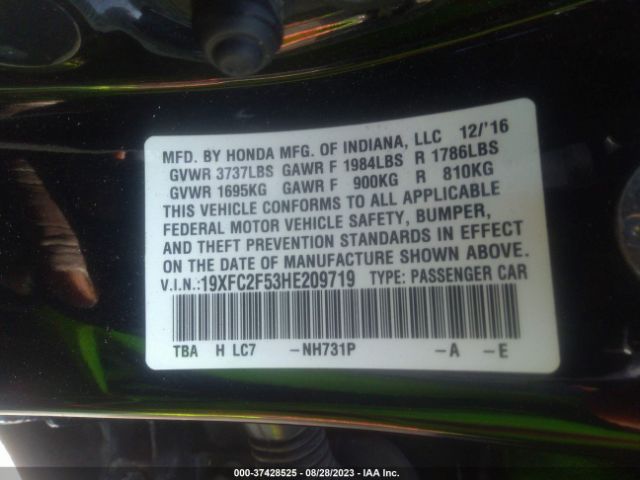 MFD. BY HONDA MFG. OF INDIANA, LLC 12/'16
GVWR 3737LBS GAWR F 1984LBS R 1786LBS
GVWR 1695KG GAWR F 900KG R 810KG
THIS VEHICLE CONFORMS TO ALL APPLICABLE
FEDERAL MOTOR VEHICLE SAFETY, BUMPER,
AND THEFT PREVENTION STANDARDS IN EFFECT
ON THE DATE OF MANUFACTURE SHOWN ABOVE.
V.I.N.:19XFC2F53HE209719 TYPE: PASSENGER CAR
TBA H LC7 -NH731P -A -E
000-37428525 - 08/28/2023 - IAA Inc.